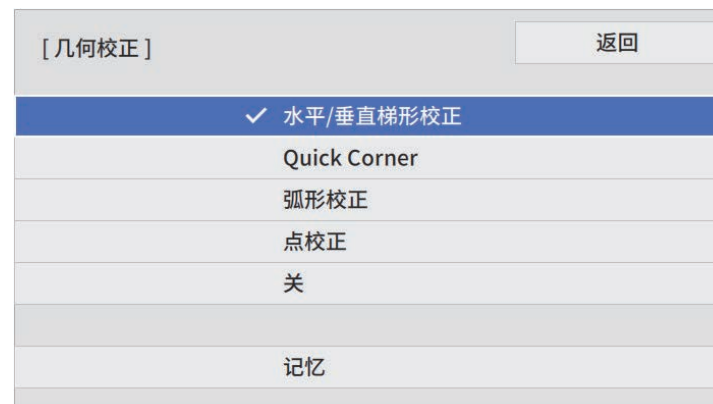 [ 几何校正 ]
返回
水平/垂直梯形校正
Quick Corner
弧形校正
点校正
关
记忆